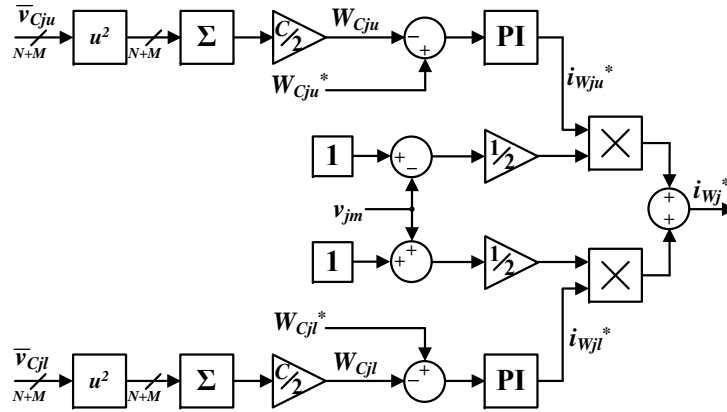 v̅Cju
N+M
u²
N+M
Σ
C/2
WCju
WCju*
−
+
PI
iWju*
1
+
−
1/2
×
vjm
iWj*
+
+
1
+
+
1/2
×
WCjl*
iWjl*
v̅Cjl
N+M
u²
N+M
Σ
C/2
WCjl
−
+
PI